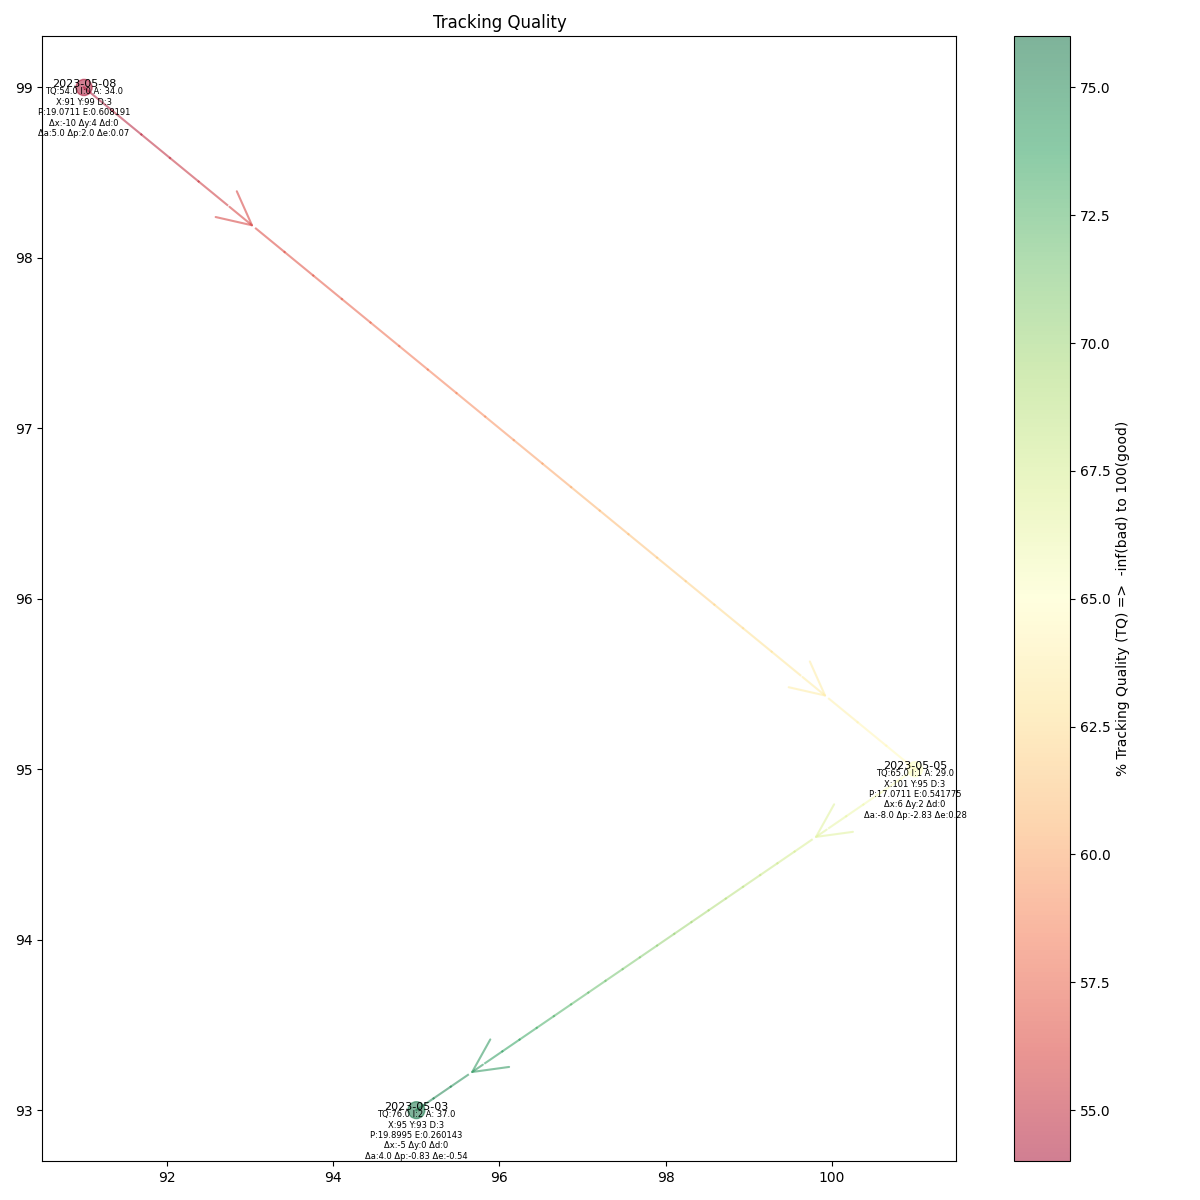 Tracking Quality
2023-05-08
TQ:54.0 I:0 A: 34.0
X:91 Y:99 D:3
P:19.0711 E:0.608191
Δx:-10 Δy:4 Δd:0
Δa:5.0 Δp:2.0 Δe:0.07
2023-05-05
TQ:65.0 I:1 A: 29.0
X:101 Y:95 D:3
P:17.0711 E:0.541775
Δx:6 Δy:2 Δd:0
Δa:-8.0 Δp:-2.83 Δe:0.28
2023-05-03
TQ:76.0 I:2 A: 37.0
X:95 Y:93 D:3
P:19.8995 E:0.260143
Δx:-5 Δy:0 Δd:0
Δa:4.0 Δp:-0.83 Δe:-0.54
99
98
97
96
95
94
93
92
94
96
98
100
75.0
72.5
70.0
67.5
65.0
62.5
60.0
57.5
55.0
% Tracking Quality (TQ) => -inf(bad) to 100(good)